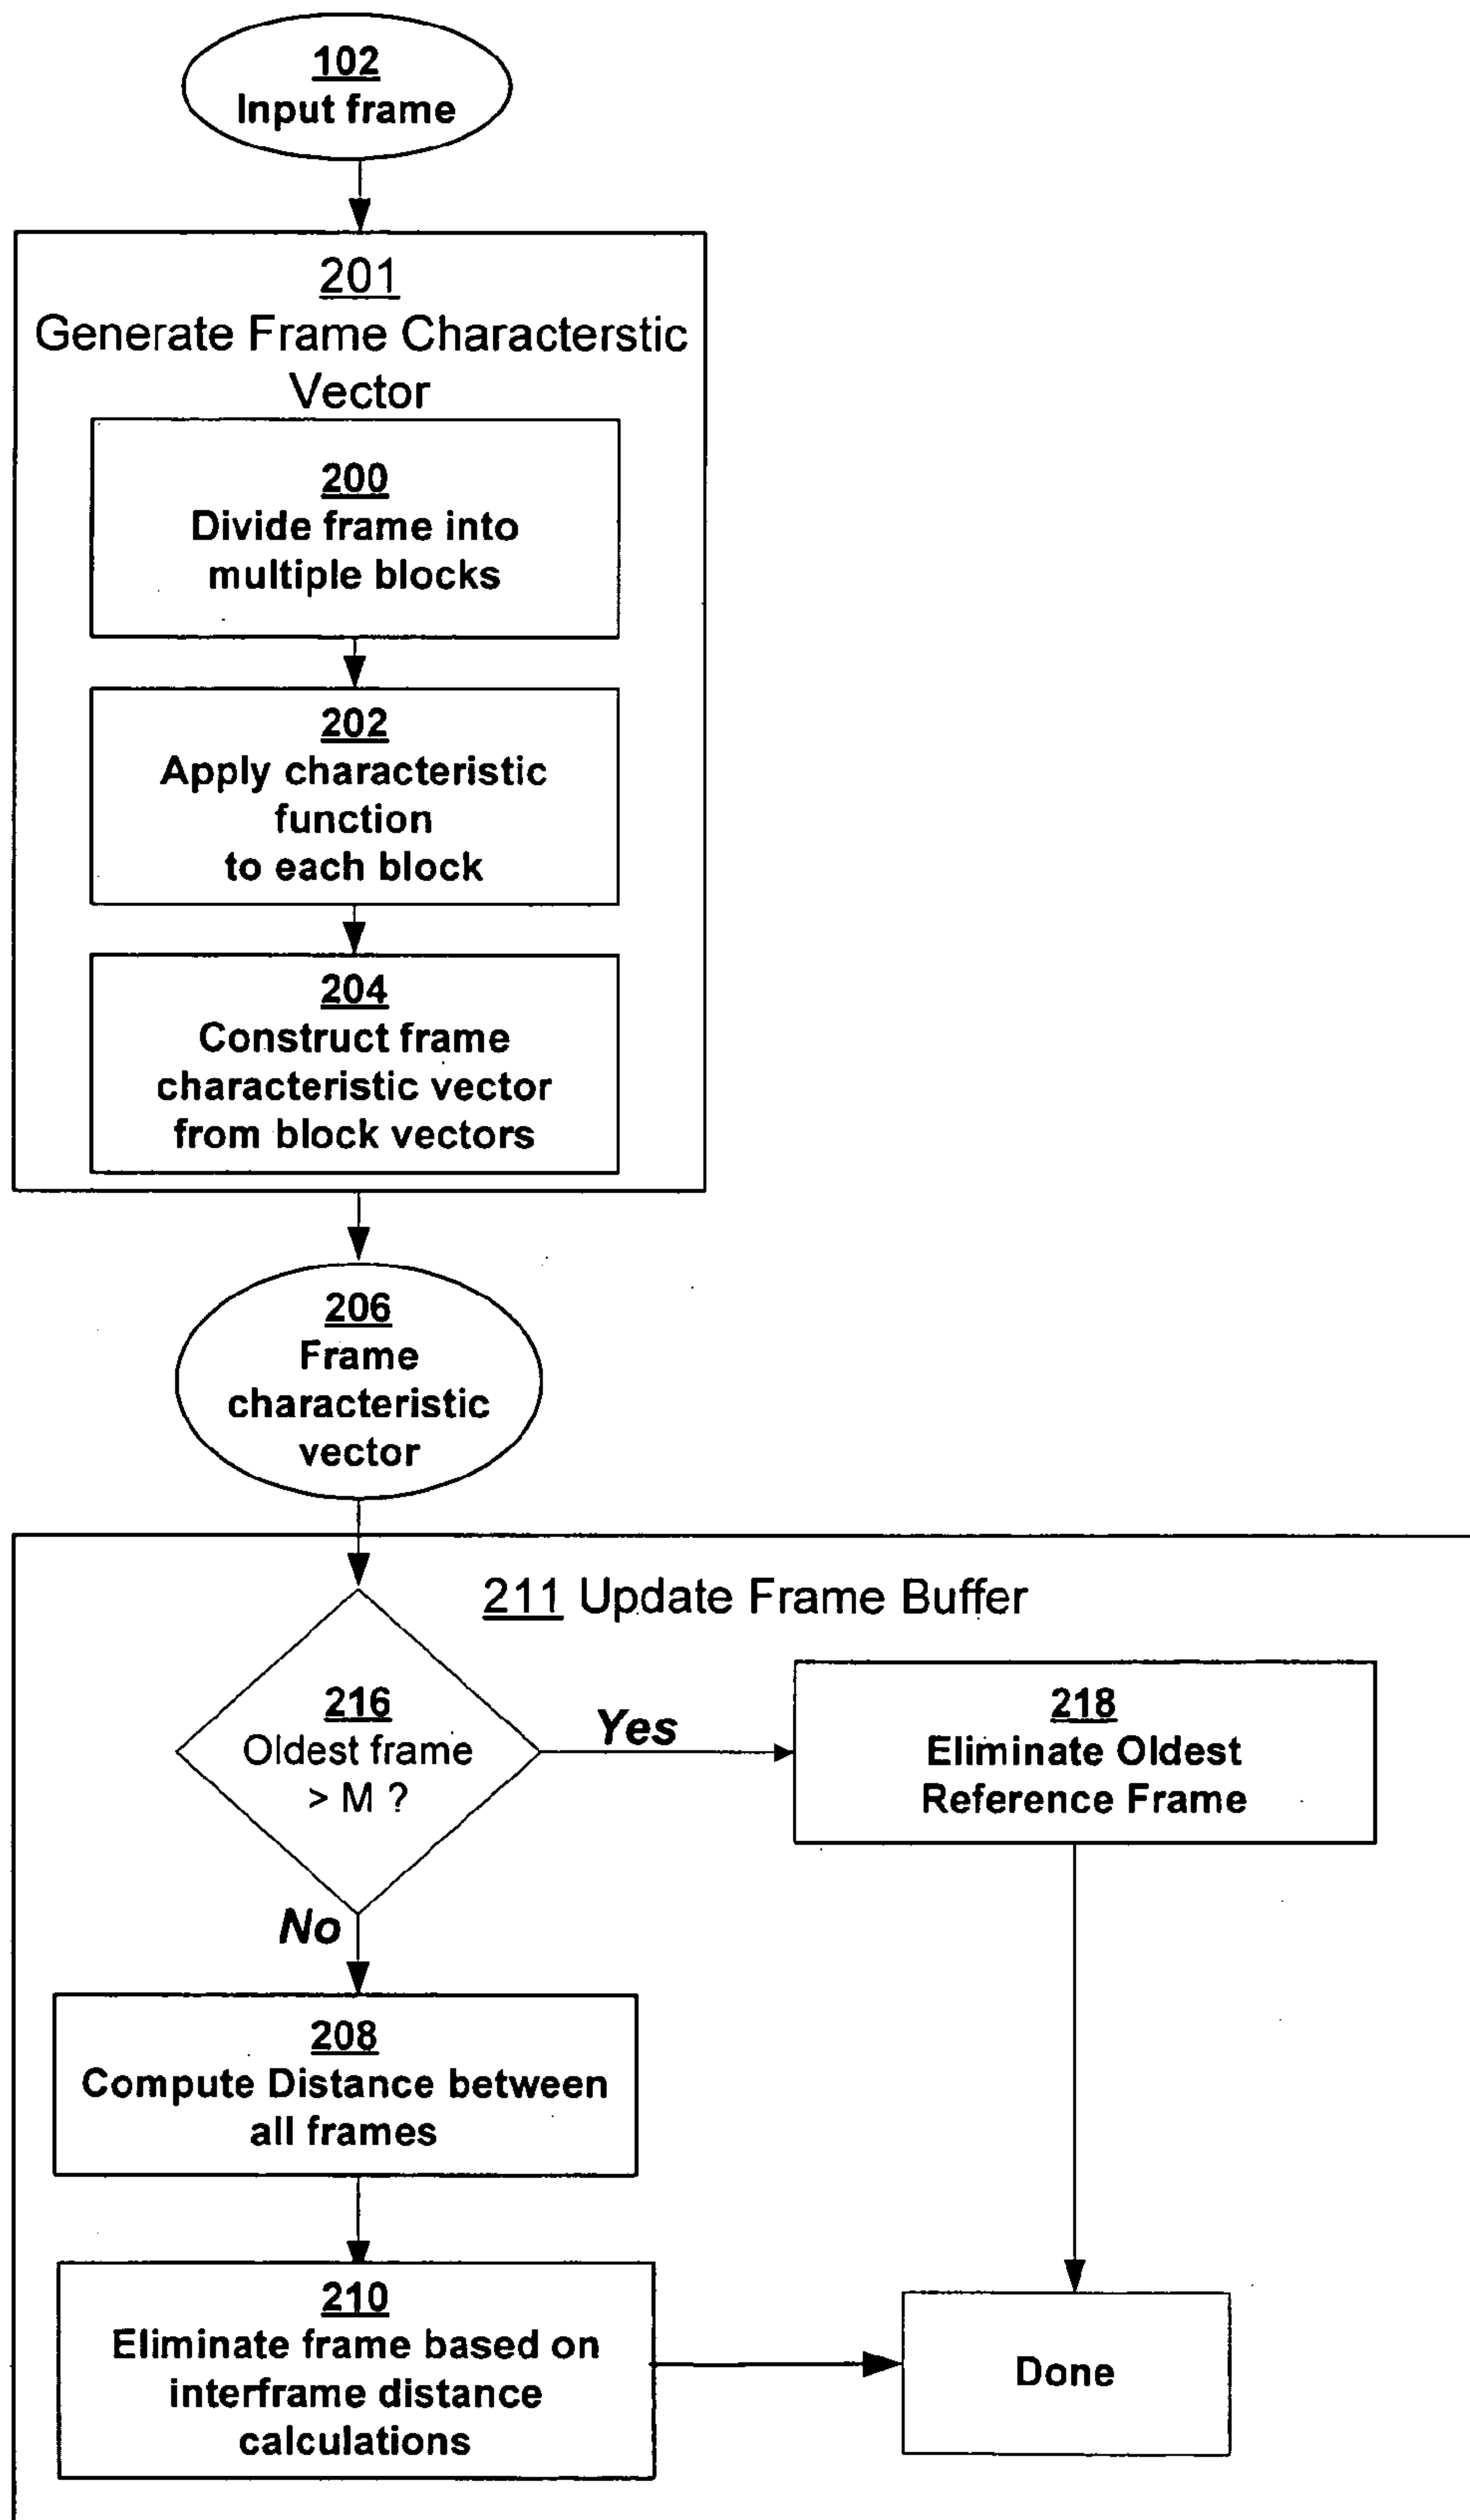 102
Input frame
201
Generate Frame Characterstic
Vector
200
Divide frame into
multiple blocks
202
Apply characteristic
function
to each block
204
Construct frame
characteristic vector
from block vectors
206
Frame
characteristic
vector
211 Update Frame Buffer
216
Oldest frame
> M ?
Yes
218
Eliminate Oldest
Reference Frame
No
208
Compute Distance between
all frames
210
Eliminate frame based on
interframe distance
calculations
Done